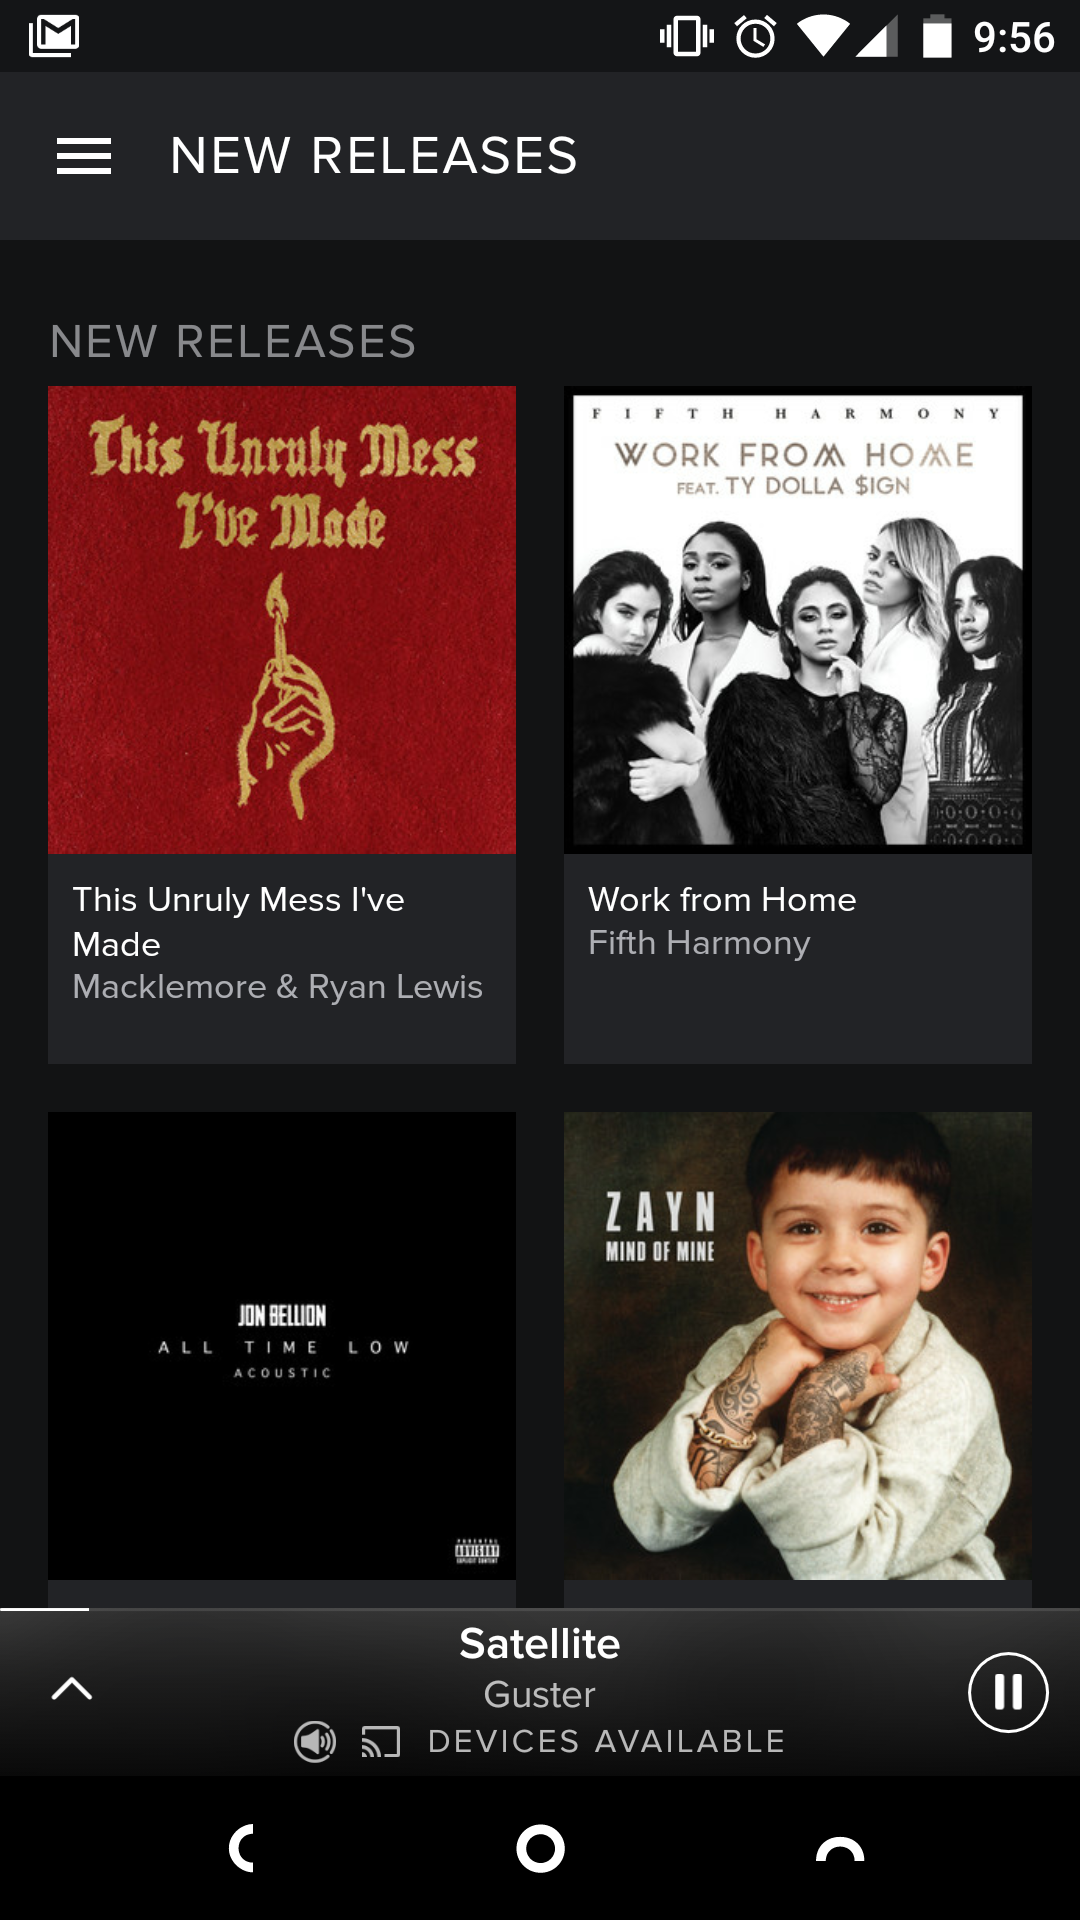 9:56
NEW RELEASES
NEW RELEASES
This Unruly Mess
I've Made
FIFTH HARMONY
WORK FROM HOME
FEAT. TY DOLLA $IGN
This Unruly Mess I've
Made
Macklemore & Ryan Lewis
Work from Home
Fifth Harmony
JON BELLION
ALL TIME LOW
ACOUSTIC
PARENTAL
ADVISORY
EXPLICIT CONTENT
ZAYN
MIND OF MINE
Satellite
Guster
DEVICES AVAILABLE